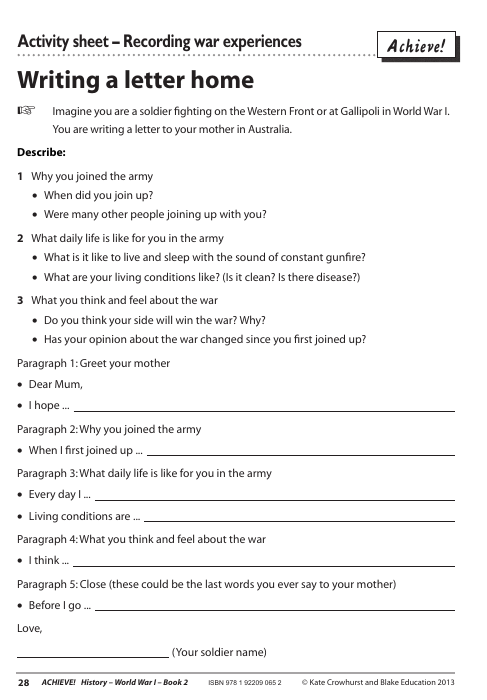 Activity sheet – Recording war experiences
Achieve!
Writing a letter home
Imagine you are a soldier fighting on the Western Front or at Gallipoli in World War I.
You are writing a letter to your mother in Australia.
Describe:
1 Why you joined the army
• When did you join up?
• Were many other people joining up with you?
2 What daily life is like for you in the army
• What is it like to live and sleep with the sound of constant gunfire?
• What are your living conditions like? (Is it clean? Is there disease?)
3 What you think and feel about the war
• Do you think your side will win the war? Why?
• Has your opinion about the war changed since you first joined up?
Paragraph 1: Greet your mother
• Dear Mum,
• I hope ...
Paragraph 2: Why you joined the army
• When I first joined up ...
Paragraph 3: What daily life is like for you in the army
• Every day I ...
• Living conditions are ...
Paragraph 4: What you think and feel about the war
• I think ...
Paragraph 5: Close (these could be the last words you ever say to your mother)
• Before I go ...
Love,
(Your soldier name)
28 ACHIEVE! History – World War I – Book 2 ISBN 978 1 92209 065 2 © Kate Crowhurst and Blake Education 2013